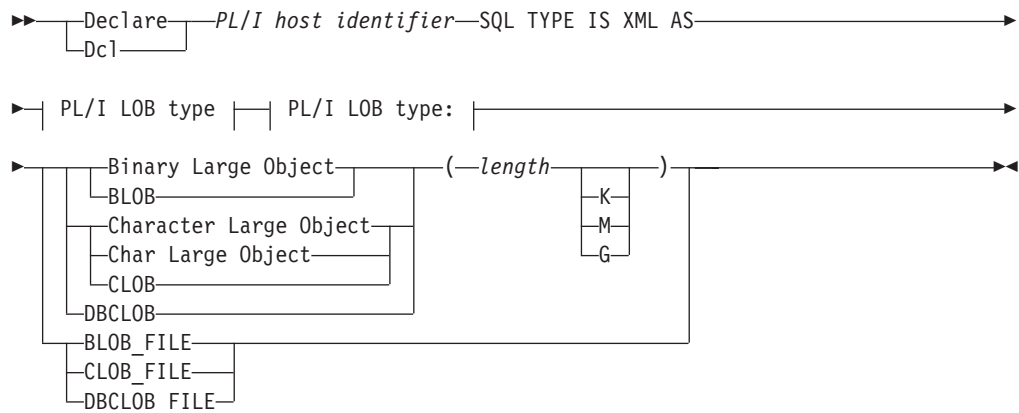 Declare PL/I host identifier SQL TYPE IS XML AS
Dcl
PL/I LOB type PL/I LOB type:
Binary Large Object ( length )
BLOB K
Character Large Object M
Char Large Object G
CLOB
DBCLOB
BLOB_FILE
CLOB_FILE
DBCLOB_FILE